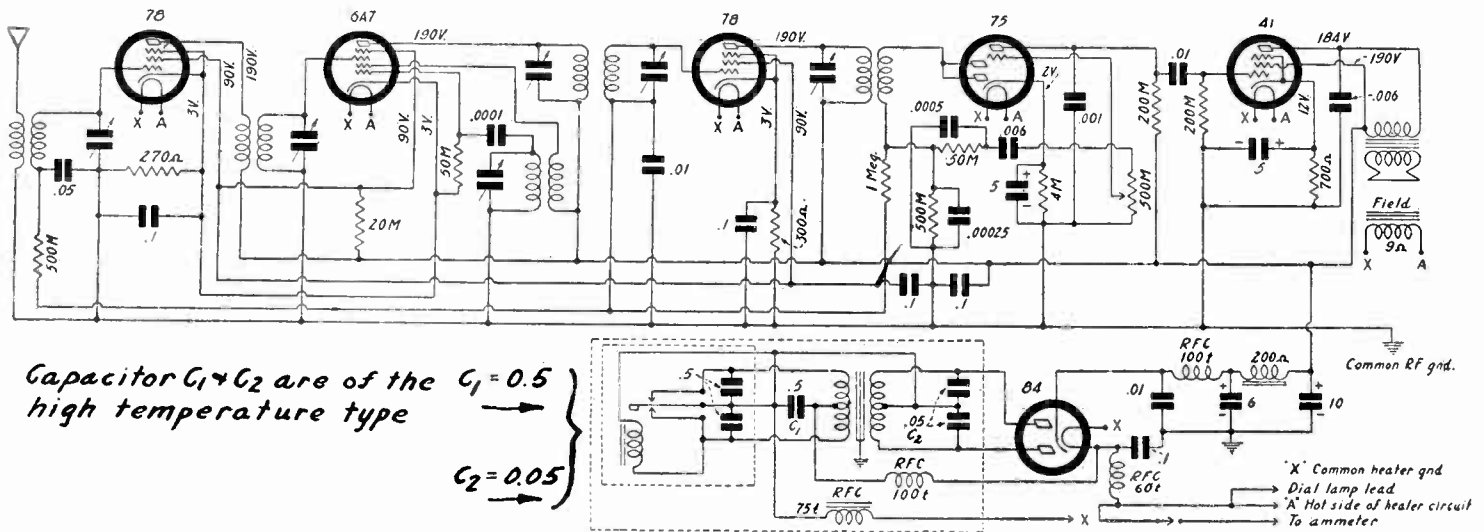 78
6A7
78
75
41
190V.
90V.
3V.
190V.
90V.
3V.
190V.
3V
90V.
2V.
184V
190V
12V.
X A
X A
X A
X A
X A
.05
270Ω
.1
500M
20M
50M
.0001
.01
.1
300Ω
1 Meg.
.0005
50M
.006
500M
.00025
5
4M
.001
500M
.01
200M
200M
.006
5
700Ω
Field
9Ω
X A
.1
.1
Common RF gnd.
Capacitor C1 + C2 are of the
high temperature type
C1 = 0.5
C2 = 0.05
.5
.5
C1
.05
C2
84
X
.01
RFC
100t
200Ω
6
10
.1
RFC
60t
RFC
100t
RFC
75t
X
"X" Common heater gnd
Dial lamp lead
"A" Hot side of heater circuit
To ammeter